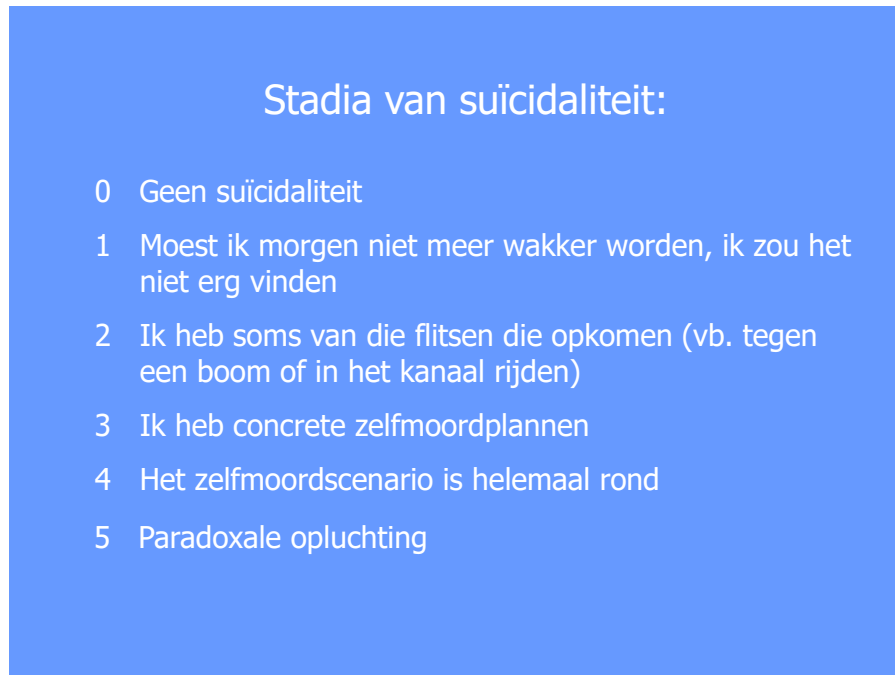 Stadia van suïcidaliteit:
0 Geen suïcidaliteit
1 Moest ik morgen niet meer wakker worden, ik zou het
niet erg vinden
2 Ik heb soms van die flitsen die opkomen (vb. tegen
een boom of in het kanaal rijden)
3 Ik heb concrete zelfmoordplannen
4 Het zelfmoordscenario is helemaal rond
5 Paradoxale opluchting